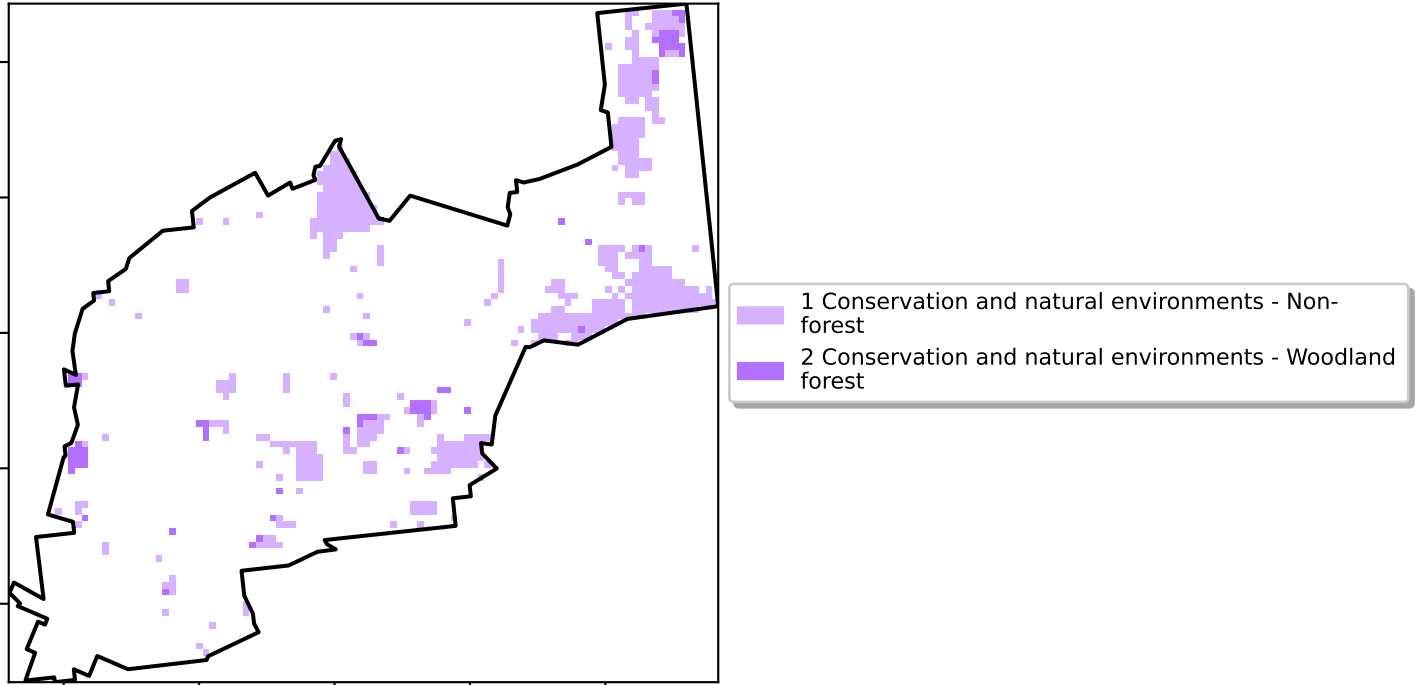 1 Conservation and natural environments - Non-
forest
2 Conservation and natural environments - Woodland
forest